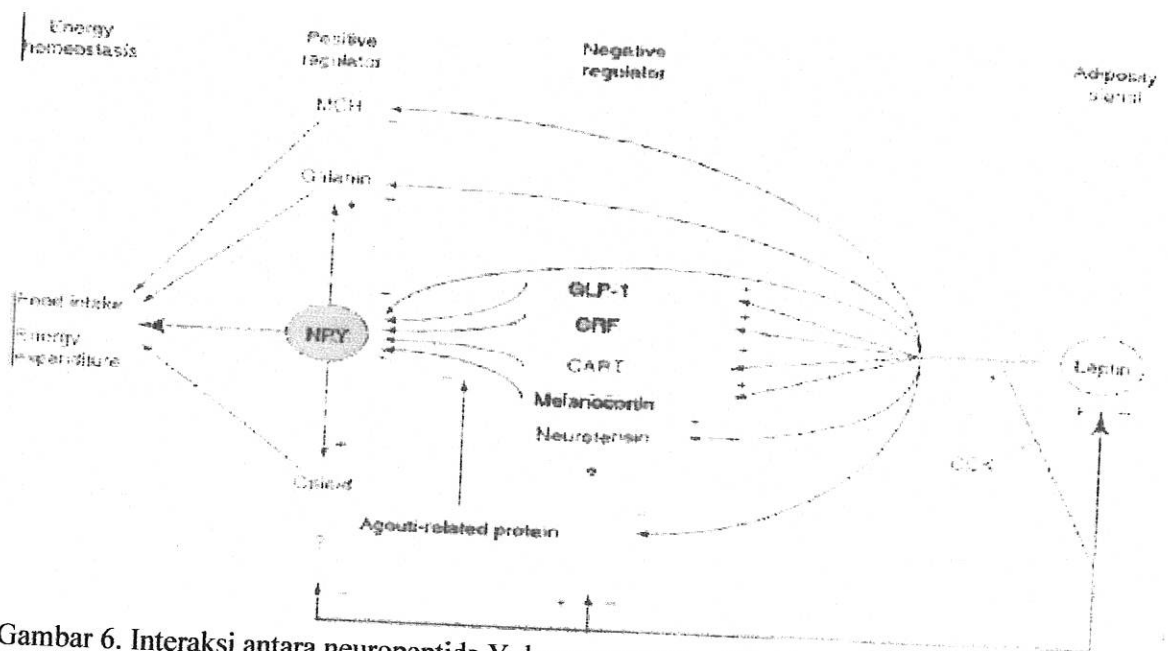 Energy
homeostasis
Positive
regulator
Negative
regulator
Adiposity
signal
MCH
Galanin
GLP-1
CRF
CART
Melanocortin
Neurotensin
Food intake
Energy
expenditure
NPY
Leptin
CCK
Opioid
Agouti-related protein
?
Gambar 6. Interaksi antara neuropeptida Y